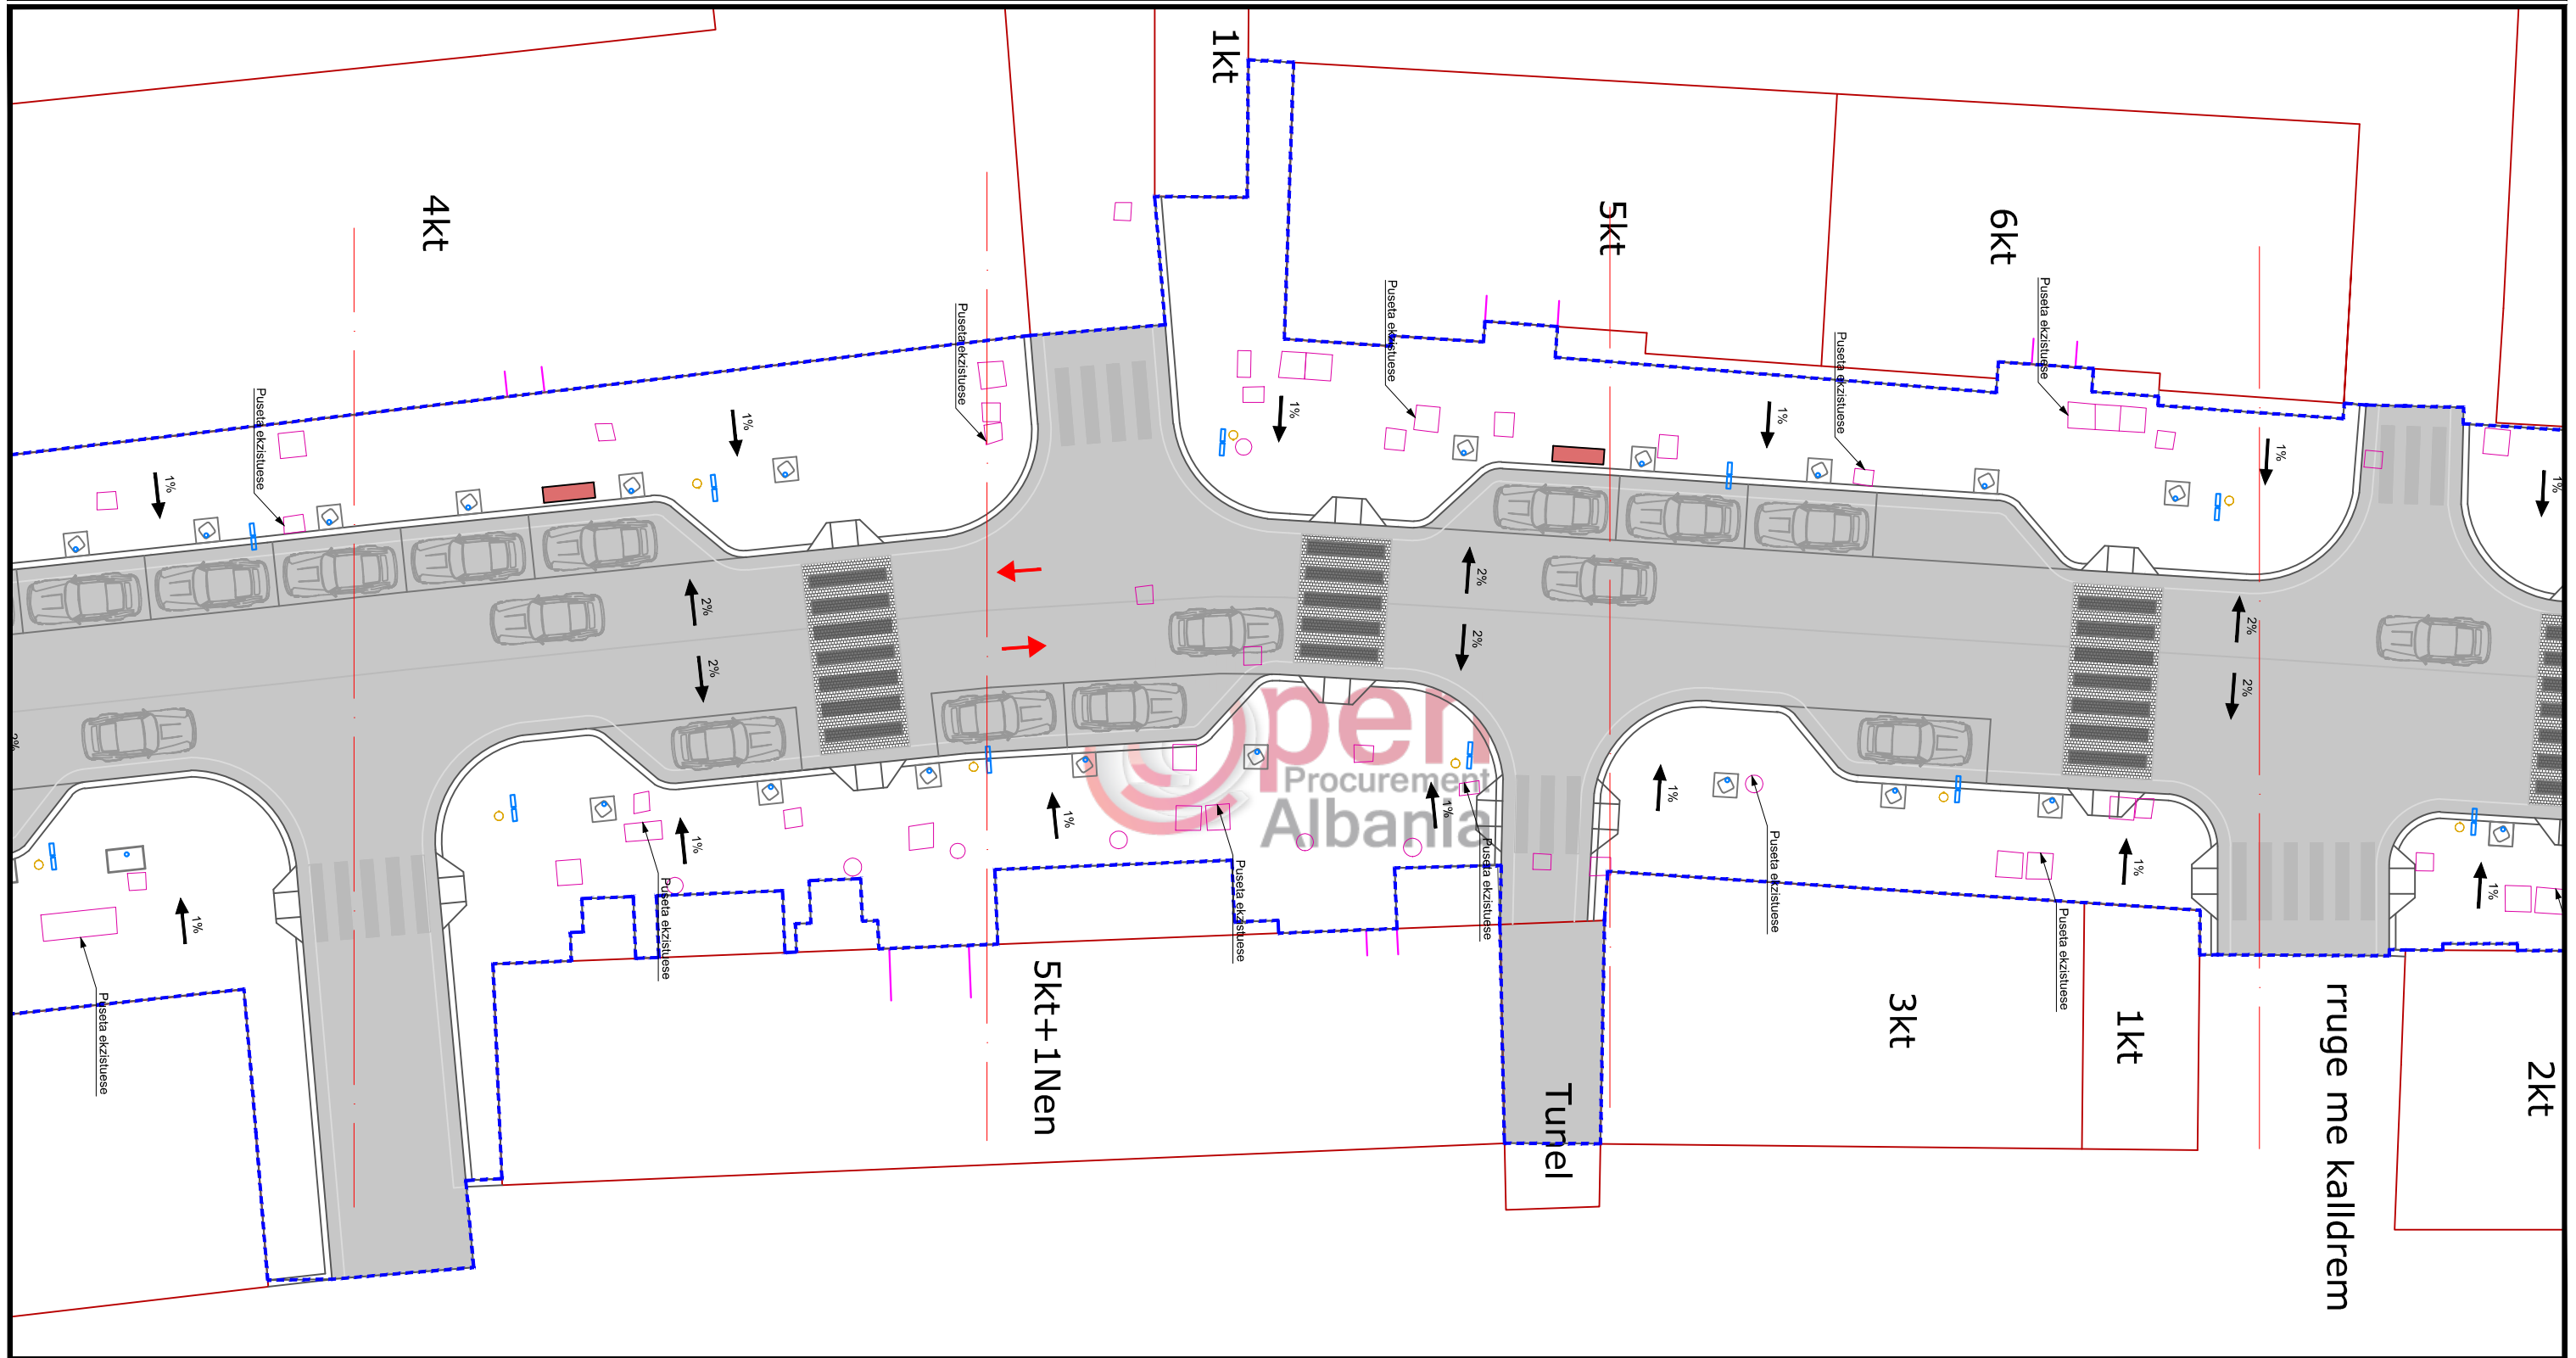 1kt
4kt
5kt
6kt
Puseta ekzistuese
Puseta ekzistuese
Puseta ekzistuese
Puseta ekzistuese
Puseta ekzistuese
1%
1%
1%
1%
1%
1%
2%
2%
2%
2%
2%
2%
2%
Open
Procurement
Albania
1%
1%
1%
1%
1%
1%
1%
Puseta ekzistuese
Puseta ekzistuese
Puseta ekzistuese
Puseta ekzistuese
Puseta ekzistuese
Puseta ekzistuese
5kt+1Nen
Tunel
3kt
1kt
rruge me kalldrem
2kt